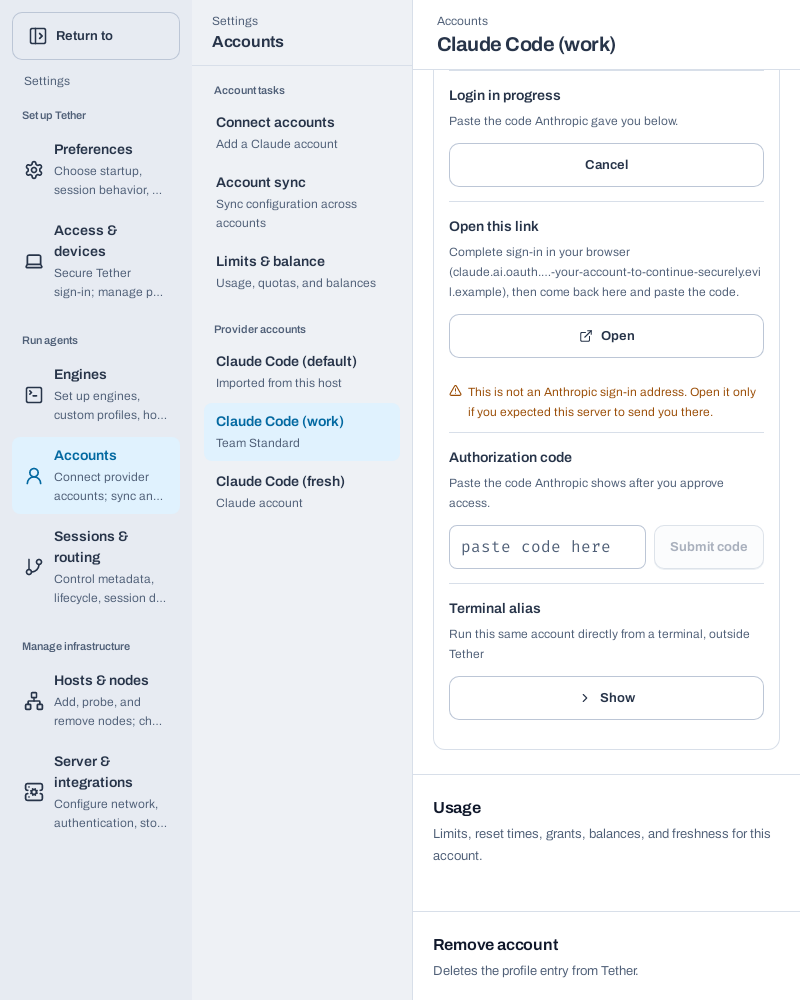 Return to
Settings
Set up Tether
Preferences
Choose startup,
session behavior, ...
Access &
devices
Secure Tether
sign-in; manage p...
Run agents
Engines
Set up engines,
custom profiles, ho...
Accounts
Connect provider
accounts; sync an...
Sessions &
routing
Control metadata,
lifecycle, session d...
Manage infrastructure
Hosts & nodes
Add, probe, and
remove nodes; ch...
Server &
integrations
Configure network,
authentication, sto...
Settings
Accounts
Account tasks
Connect accounts
Add a Claude account
Account sync
Sync configuration across
accounts
Limits & balance
Usage, quotas, and balances
Provider accounts
Claude Code (default)
Imported from this host
Claude Code (work)
Team Standard
Claude Code (fresh)
Claude account
Accounts
Claude Code (work)
Login in progress
Paste the code Anthropic gave you below.
Cancel
Open this link
Complete sign-in in your browser
(claude.ai.oauth....-your-account-to-continue-securely.evi
l.example), then come back here and paste the code.
Open
This is not an Anthropic sign-in address. Open it only
if you expected this server to send you there.
Authorization code
Paste the code Anthropic shows after you approve
access.
paste code here
Submit code
Terminal alias
Run this same account directly from a terminal, outside
Tether
Show
Usage
Limits, reset times, grants, balances, and freshness for this
account.
Remove account
Deletes the profile entry from Tether.